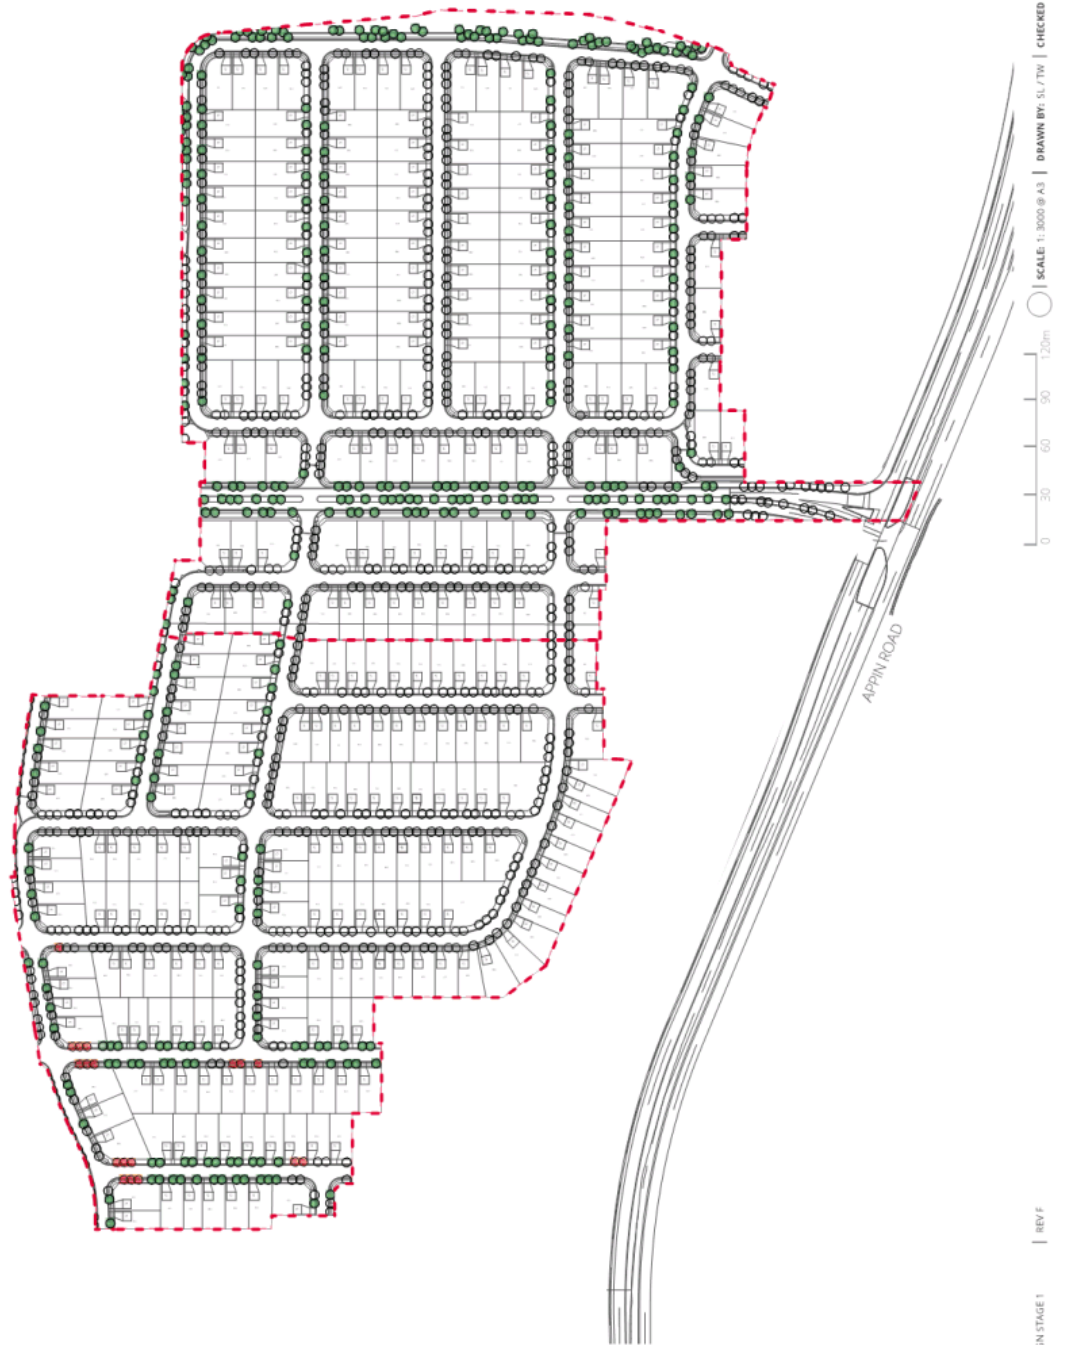 SCALE: 1: 3000 @ A3 | DRAWN BY: SL / TW | CHECKED
0 30 60 90 120m
APPIN ROAD
GN STAGE 1 | REV F